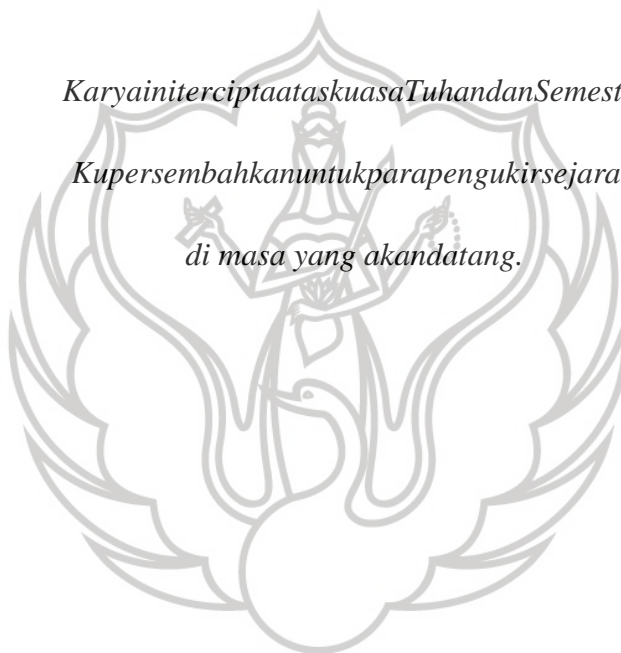 KaryainiterciptaataskuasaTuhandanSemest
Kupersembahkanuntukparapengukirsejara
di masa yang akandatang.